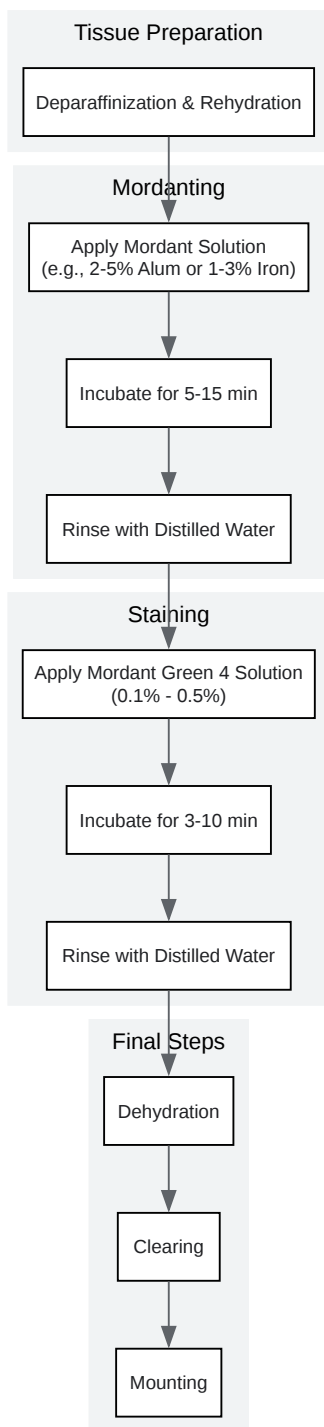 Tissue Preparation
Deparaffinization & Rehydration
Mordanting
Apply Mordant Solution
(e.g., 2-5% Alum or 1-3% Iron)
Incubate for 5-15 min
Rinse with Distilled Water
Staining
Apply Mordant Green 4 Solution
(0.1% - 0.5%)
Incubate for 3-10 min
Rinse with Distilled Water
Final Steps
Dehydration
Clearing
Mounting